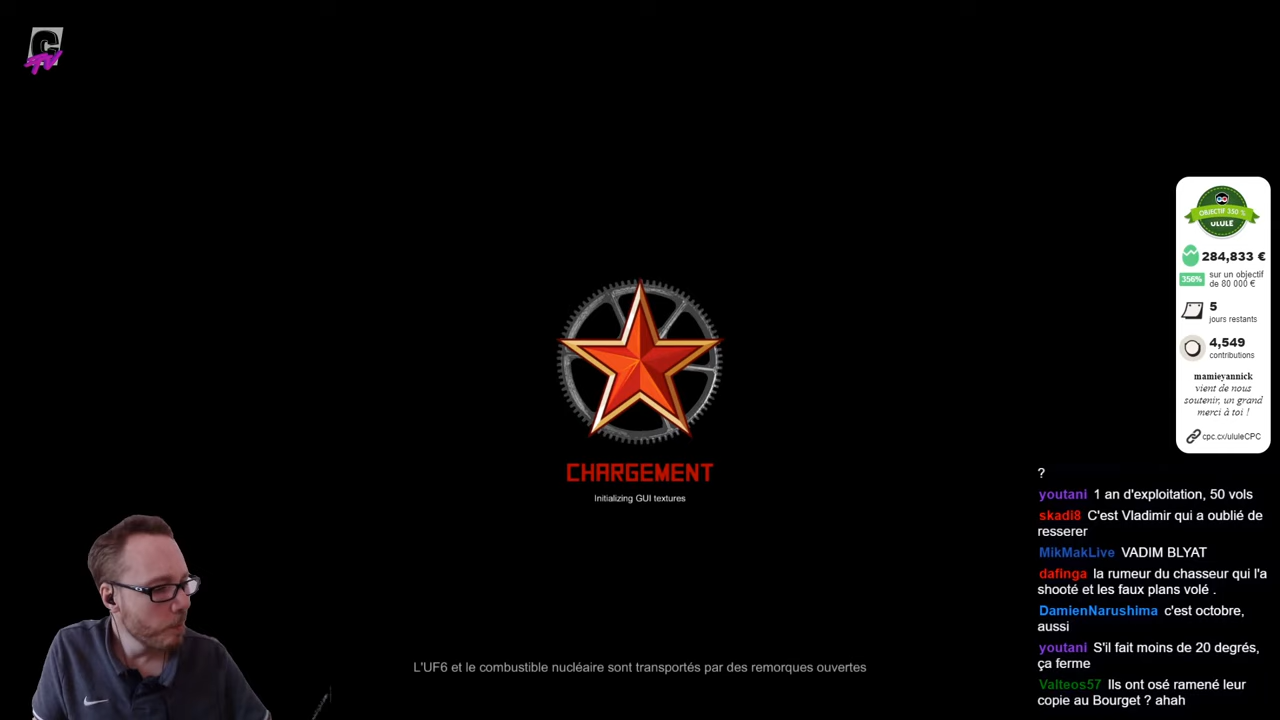 C
TV
OBJECTIF 350 %
ULULE
284,833 €
356%
sur un objectif
de 80 000 €
5
jours restants
4,549
contributions
mamieyannick
vient de nous
soutenir, un grand
merci à toi !
cpc.cx/ululeCPC
CHARGEMENT
Initializing GUI textures
?
youtani 1 an d'exploitation, 50 vols
skadi8 C'est Vladimir qui a oublié de
resserer
MikMakLive VADIM BLYAT
dafinga la rumeur du chasseur qui l'a
shooté et les faux plans volé .
DamienNarushima c'est octobre,
aussi
youtani S'il fait moins de 20 degrés,
ça ferme
Valteos57 Ils ont osé ramené leur
copie au Bourget ? ahah
L'UF6 et le combustible nucléaire sont transportés par des remorques ouvertes